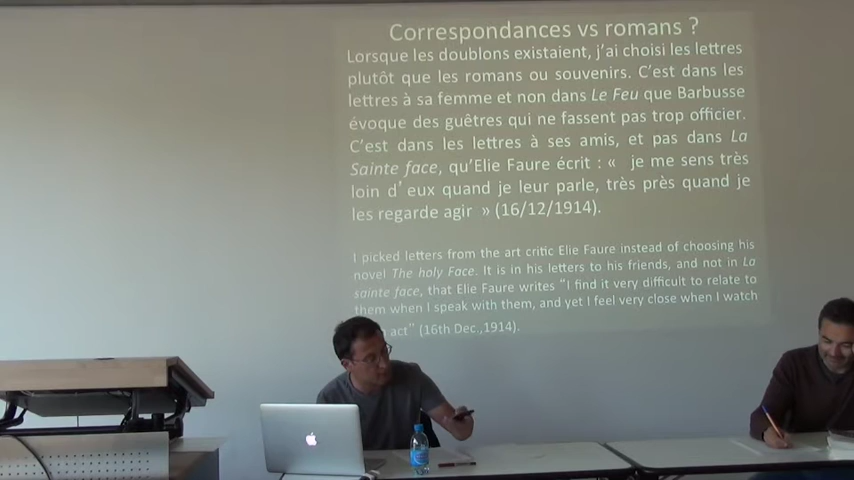 Correspondances vs romans ?
Lorsque les doublons existaient, j'ai choisi les lettres
plutôt que les romans ou souvenirs. C'est dans les
lettres à sa femme et non dans Le Feu que Barbusse
évoque des guêtres qui ne fassent pas trop officier.
C'est dans les lettres à ses amis, et pas dans La
Sainte face, qu'Elie Faure écrit : « je me sens très
loin d'eux quand je leur parle, très près quand je
les regarde agir » (16/12/1914).
I picked letters from the art critic Elie Faure instead of choosing his
novel The holy Face. It is in his letters to his friends, and not in La
sainte face, that Elie Faure writes "I find it very difficult to relate to
them when I speak with them, and yet I feel very close when I watch
act" (16th Dec.,1914).